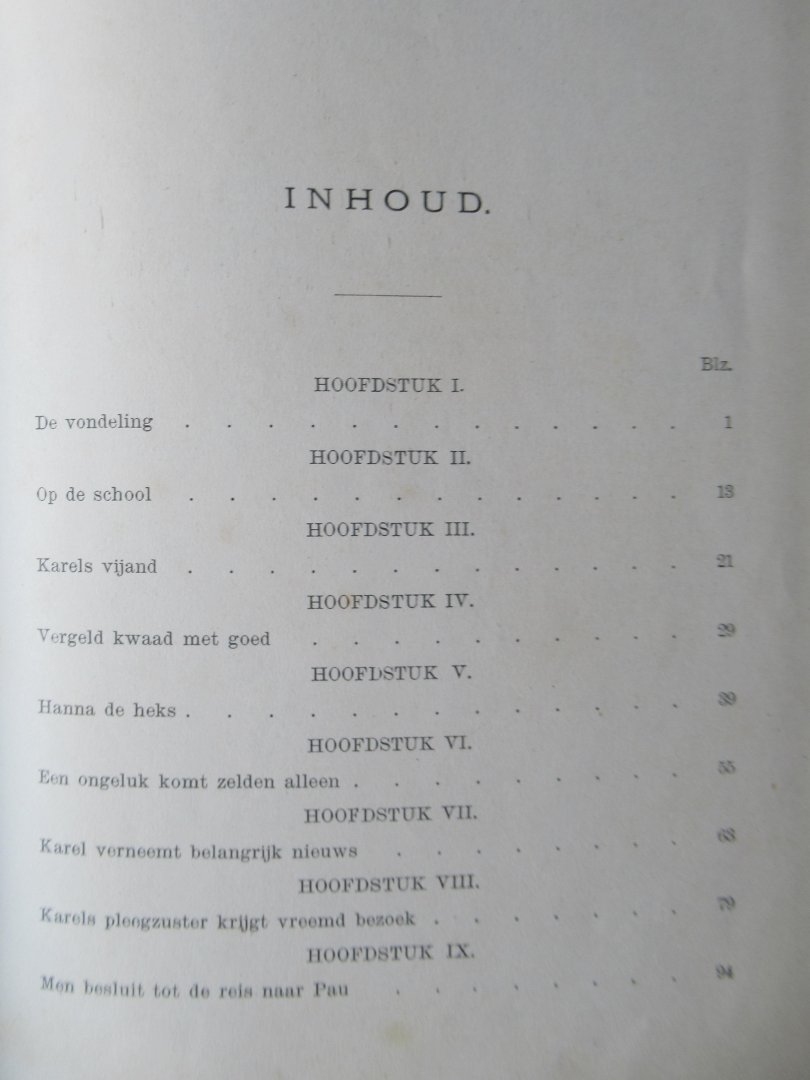 INHOUD.
Blz.
HOOFDSTUK I.
De vondeling . . . . . . . . . . . . . 1
HOOFDSTUK II.
Op de school . . . . . . . . . . . . . 13
HOOFDSTUK III.
Karels vijand . . . . . . . . . . . . . 21
HOOFDSTUK IV.
Vergeld kwaad met goed . . . . . . . . . . 29
HOOFDSTUK V.
Hanna de heks . . . . . . . . . . . . . 39
HOOFDSTUK VI.
Een ongeluk komt zelden alleen . . . . . . . . . 55
HOOFDSTUK VII.
Karel verneemt belangrijk nieuws . . . . . . . . 63
HOOFDSTUK VIII.
Karels pleegzuster krijgt vreemd bezoek . . . . . . . 79
HOOFDSTUK IX.
Men besluit tot de reis naar Pau . . . . . . . . 94